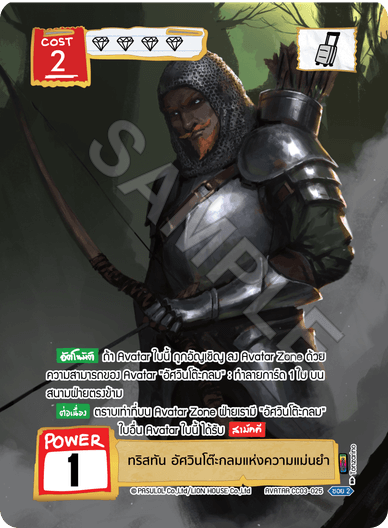 COST
2
SAMPLE
อัตโนมัติ ถ้า Avatar ใบนี้ ถูกอัญเชิญ ลง Avatar Zone ด้วย
ความสามารถของ Avatar "อัศวินโต๊ะกลม" : ทำลายการ์ด 1 ใบ บน
สนามฝ่ายตรงข้าม
ต่อเนื่อง ตราบเท่าที่บน Avatar Zone ฝ่ายเรามี "อัศวินโต๊ะกลม"
ใบอื่น Avatar ใบนี้ ได้รับ สามัคคี
POWER
1
ทริสทัน อัศวินโต๊ะกลมแห่งความแม่นยำ
© PASULOL Co.,Ltd/LION HOUSE Co.,Ltd AVATAR CC03-025 ซอย 2